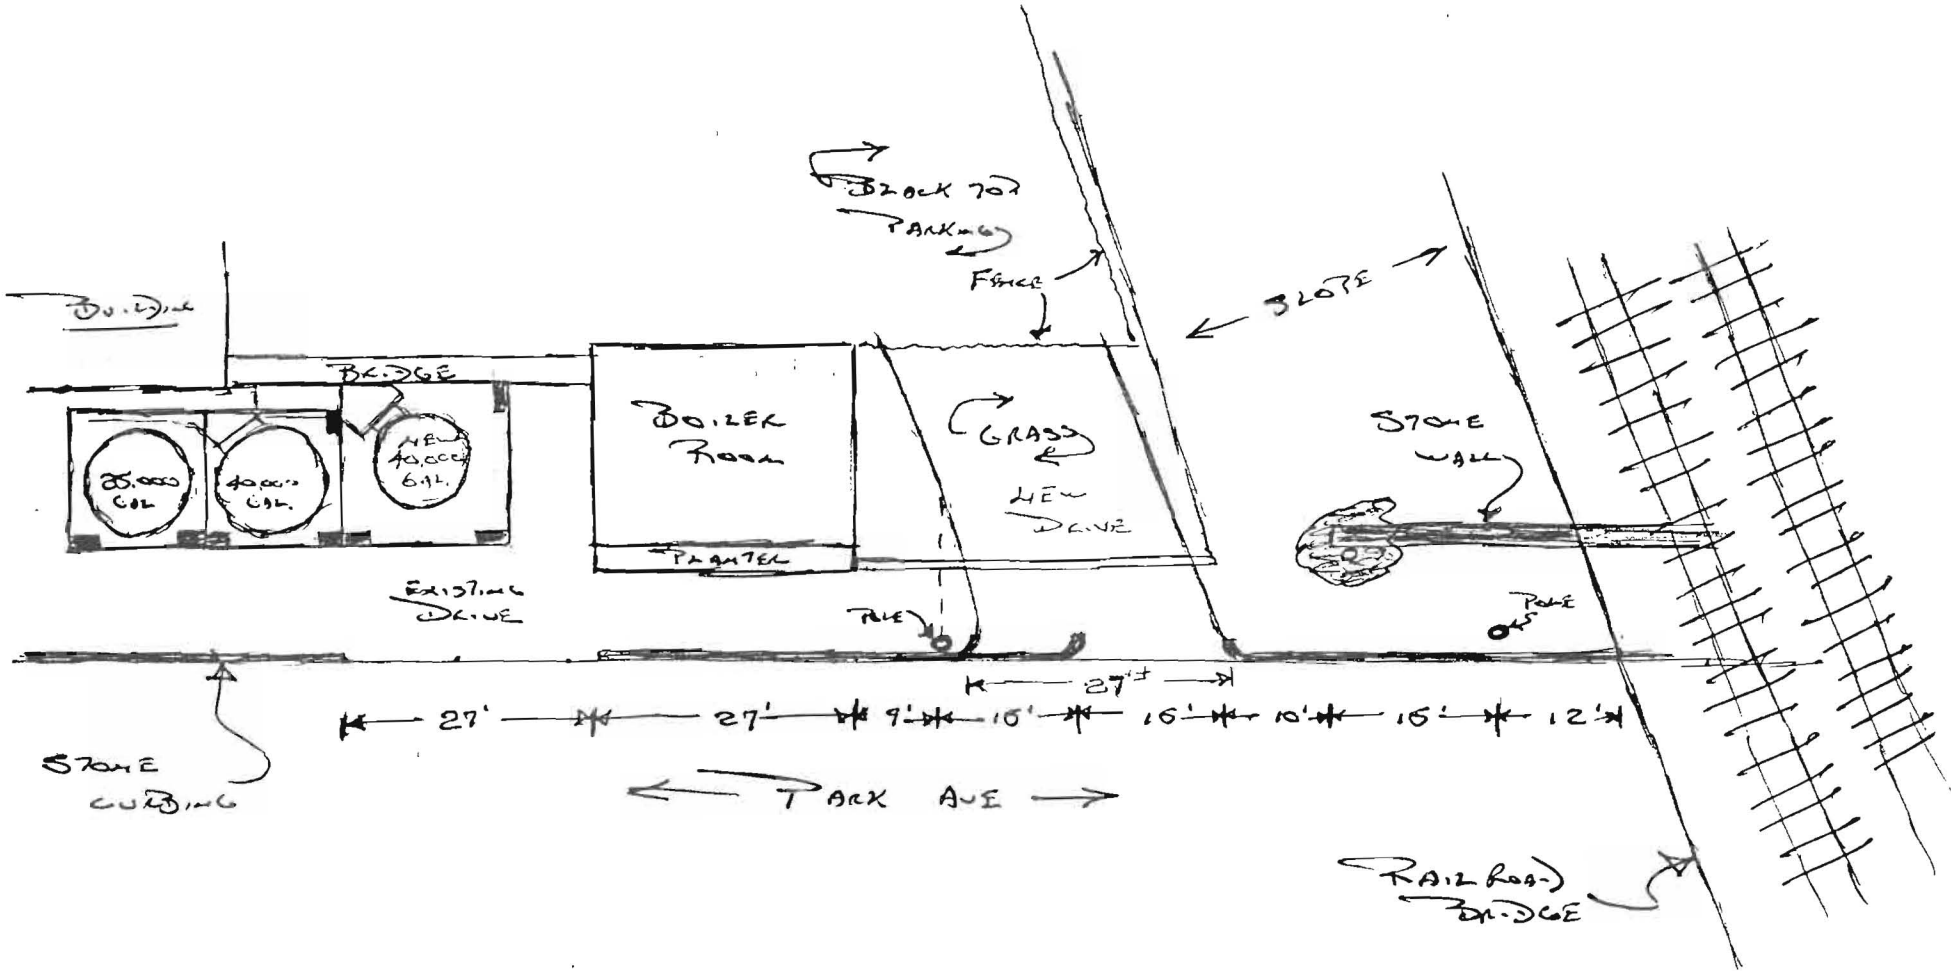 BLOCK TOP
PARKING
FENCE
SLOPE
BUILDING
BRIDGE
BOILER
ROOM
GRASS
NEW
DRIVE
STONE
WALL
NEW
40,000
GAL.
25.000
GAL
40,000
GAL.
PLANTER
EXISTING
DRIVE
POLE
POLE
27'±
27'
27'
9'
15'
16'
10'
15'
12'
STONE
CURBING
PARK AVE
RAILROAD
BRIDGE